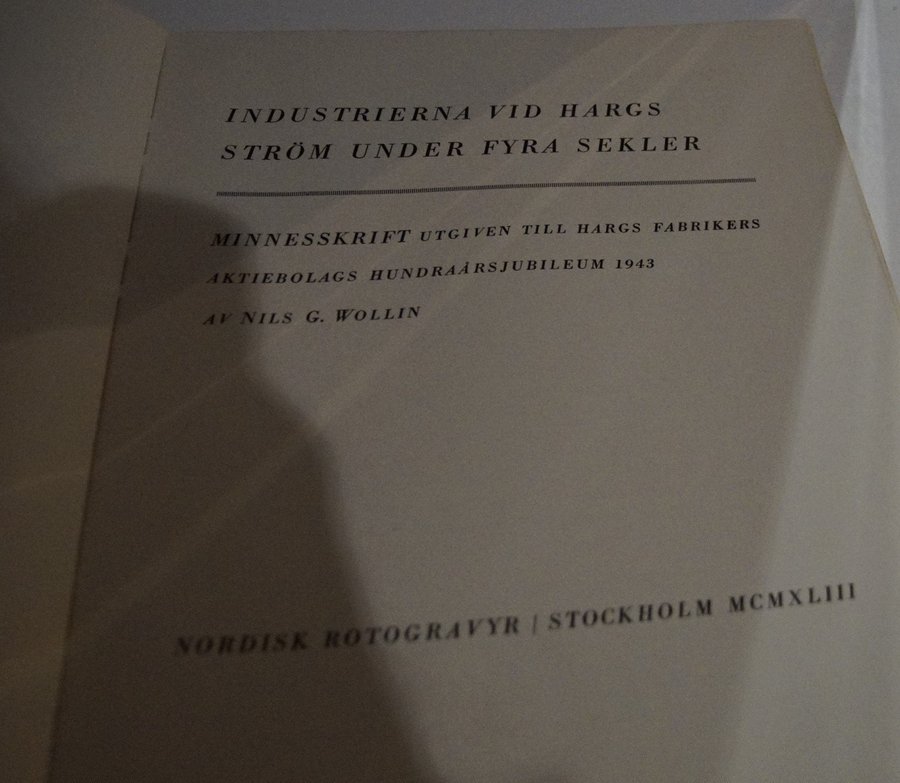 INDUSTRIERNA VID HARGS
STRÖM UNDER FYRA SEKLER
MINNESSKRIFT UTGIVEN TILL HARGS FABRIKERS
AKTIEBOLAGS HUNDRAÅRSJUBILEUM 1943
AV NILS G. WOLLIN
NORDISK ROTOGRAVYR | STOCKHOLM MCMXLIII